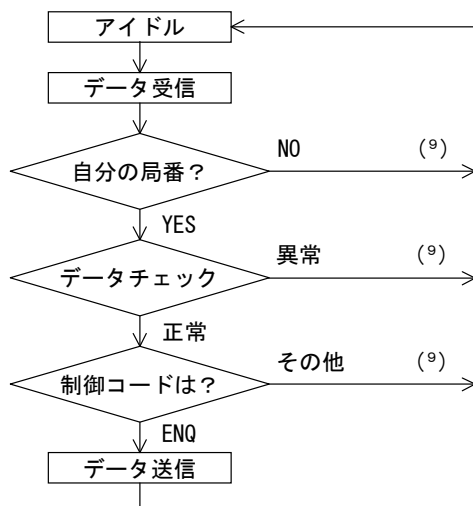 アイドル
データ受信
自分の局番？
NO
(⁹)
YES
データチェック
異常
(⁹)
正常
制御コードは？
その他
(⁹)
ENQ
データ送信